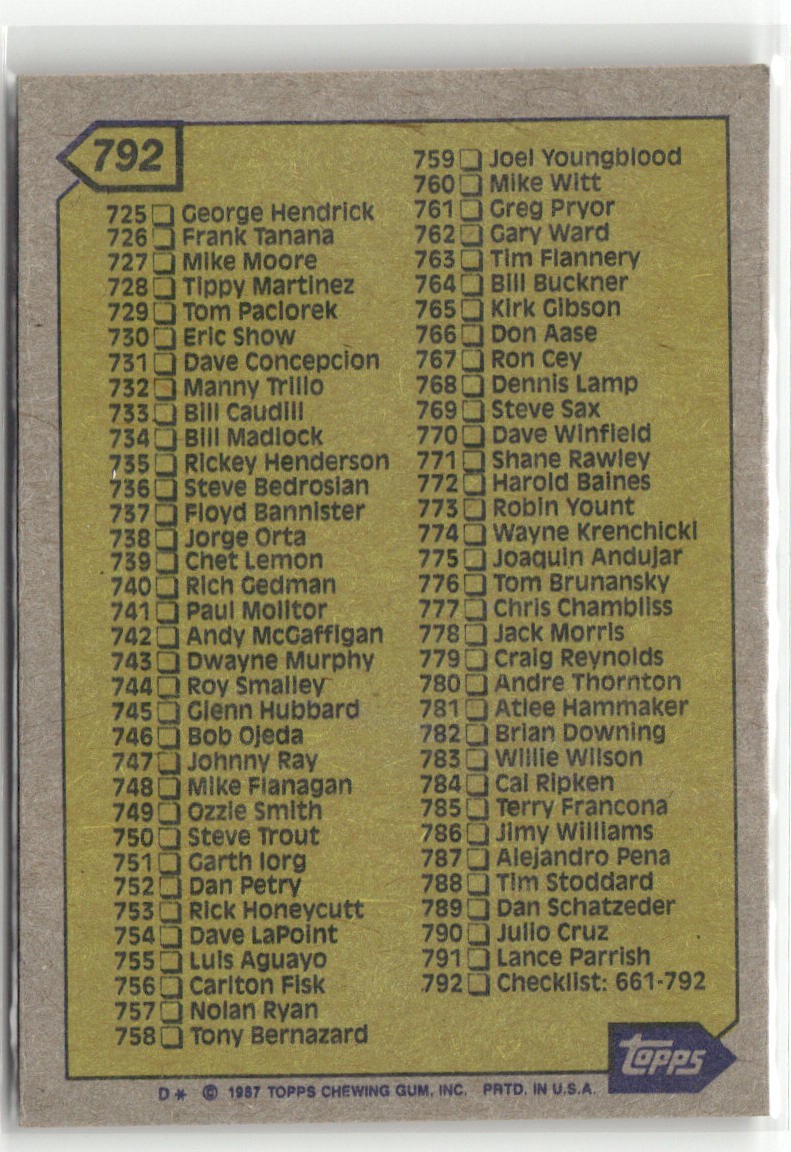 792
725 George Hendrick
726 Frank Tanana
727 Mike Moore
728 Tippy Martinez
729 Tom Paciorek
730 Eric Show
731 Dave Concepcion
732 Manny Trillo
733 Bill Caudill
734 Bill Madlock
735 Rickey Henderson
736 Steve Bedrosian
737 Floyd Bannister
738 Jorge Orta
739 Chet Lemon
740 Rich Gedman
741 Paul Molitor
742 Andy McGaffigan
743 Dwayne Murphy
744 Roy Smalley
745 Glenn Hubbard
746 Bob Ojeda
747 Johnny Ray
748 Mike Flanagan
749 Ozzie Smith
750 Steve Trout
751 Garth Iorg
752 Dan Petry
753 Rick Honeycutt
754 Dave LaPoint
755 Luis Aguayo
756 Carlton Fisk
757 Nolan Ryan
758 Tony Bernazard
759 Joel Youngblood
760 Mike Witt
761 Greg Pryor
762 Gary Ward
763 Tim Flannery
764 Bill Buckner
765 Kirk Gibson
766 Don Aase
767 Ron Cey
768 Dennis Lamp
769 Steve Sax
770 Dave Winfield
771 Shane Rawley
772 Harold Baines
773 Robin Yount
774 Wayne Krenchicki
775 Joaquin Andujar
776 Tom Brunansky
777 Chris Chambliss
778 Jack Morris
779 Craig Reynolds
780 Andre Thornton
781 Atlee Hammaker
782 Brian Downing
783 Willie Wilson
784 Cal Ripken
785 Terry Francona
786 Jimy Williams
787 Alejandro Pena
788 Tim Stoddard
789 Dan Schatzeder
790 Julio Cruz
791 Lance Parrish
792 Checklist: 661-792
Topps
D * © 1987 TOPPS CHEWING GUM, INC. PRTD. IN U.S.A.